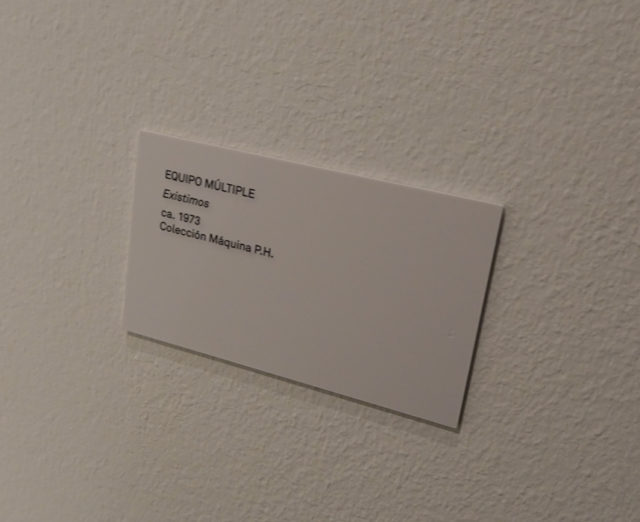 EQUIPO MÚLTIPLE
Existimos
ca. 1973
Colección Máquina P.H.